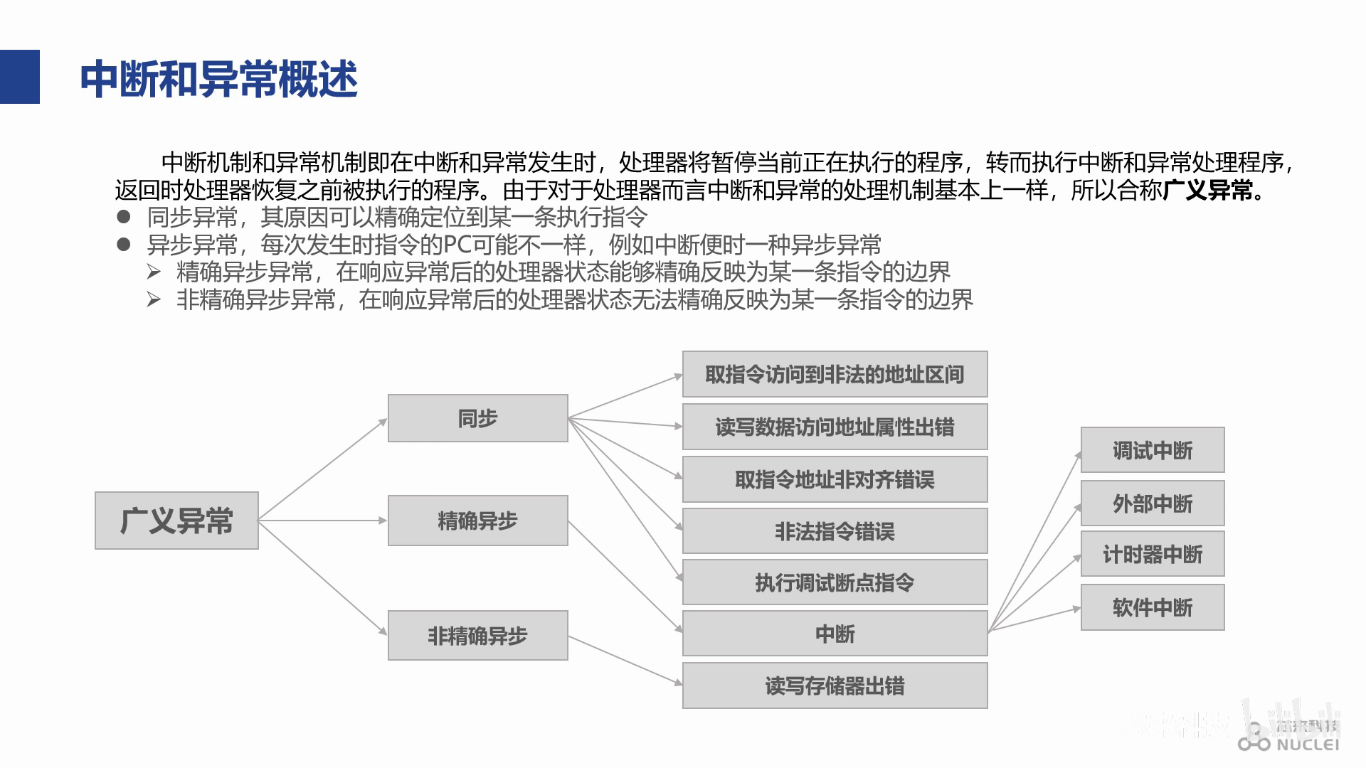 中断和异常概述
中断机制和异常机制即在中断和异常发生时，处理器将暂停当前正在执行的程序，转而执行中断和异常处理程序，
返回时处理器恢复之前被执行的程序。由于对于处理器而言中断和异常的处理机制基本上一样，所以合称广义异常。
● 同步异常，其原因可以精确定位到某一条执行指令
● 异步异常，每次发生时指令的PC可能不一样，例如中断便时一种异步异常
➢ 精确异步异常，在响应异常后的处理器状态能够精确反映为某一条指令的边界
➢ 非精确异步异常，在响应异常后的处理器状态无法精确反映为某一条指令的边界
广义异常
同步
精确异步
非精确异步
取指令访问到非法的地址区间
读写数据访问地址属性出错
取指令地址非对齐错误
非法指令错误
执行调试断点指令
中断
读写存储器出错
调试中断
外部中断
计时器中断
软件中断
芯来科技
NUCLEI